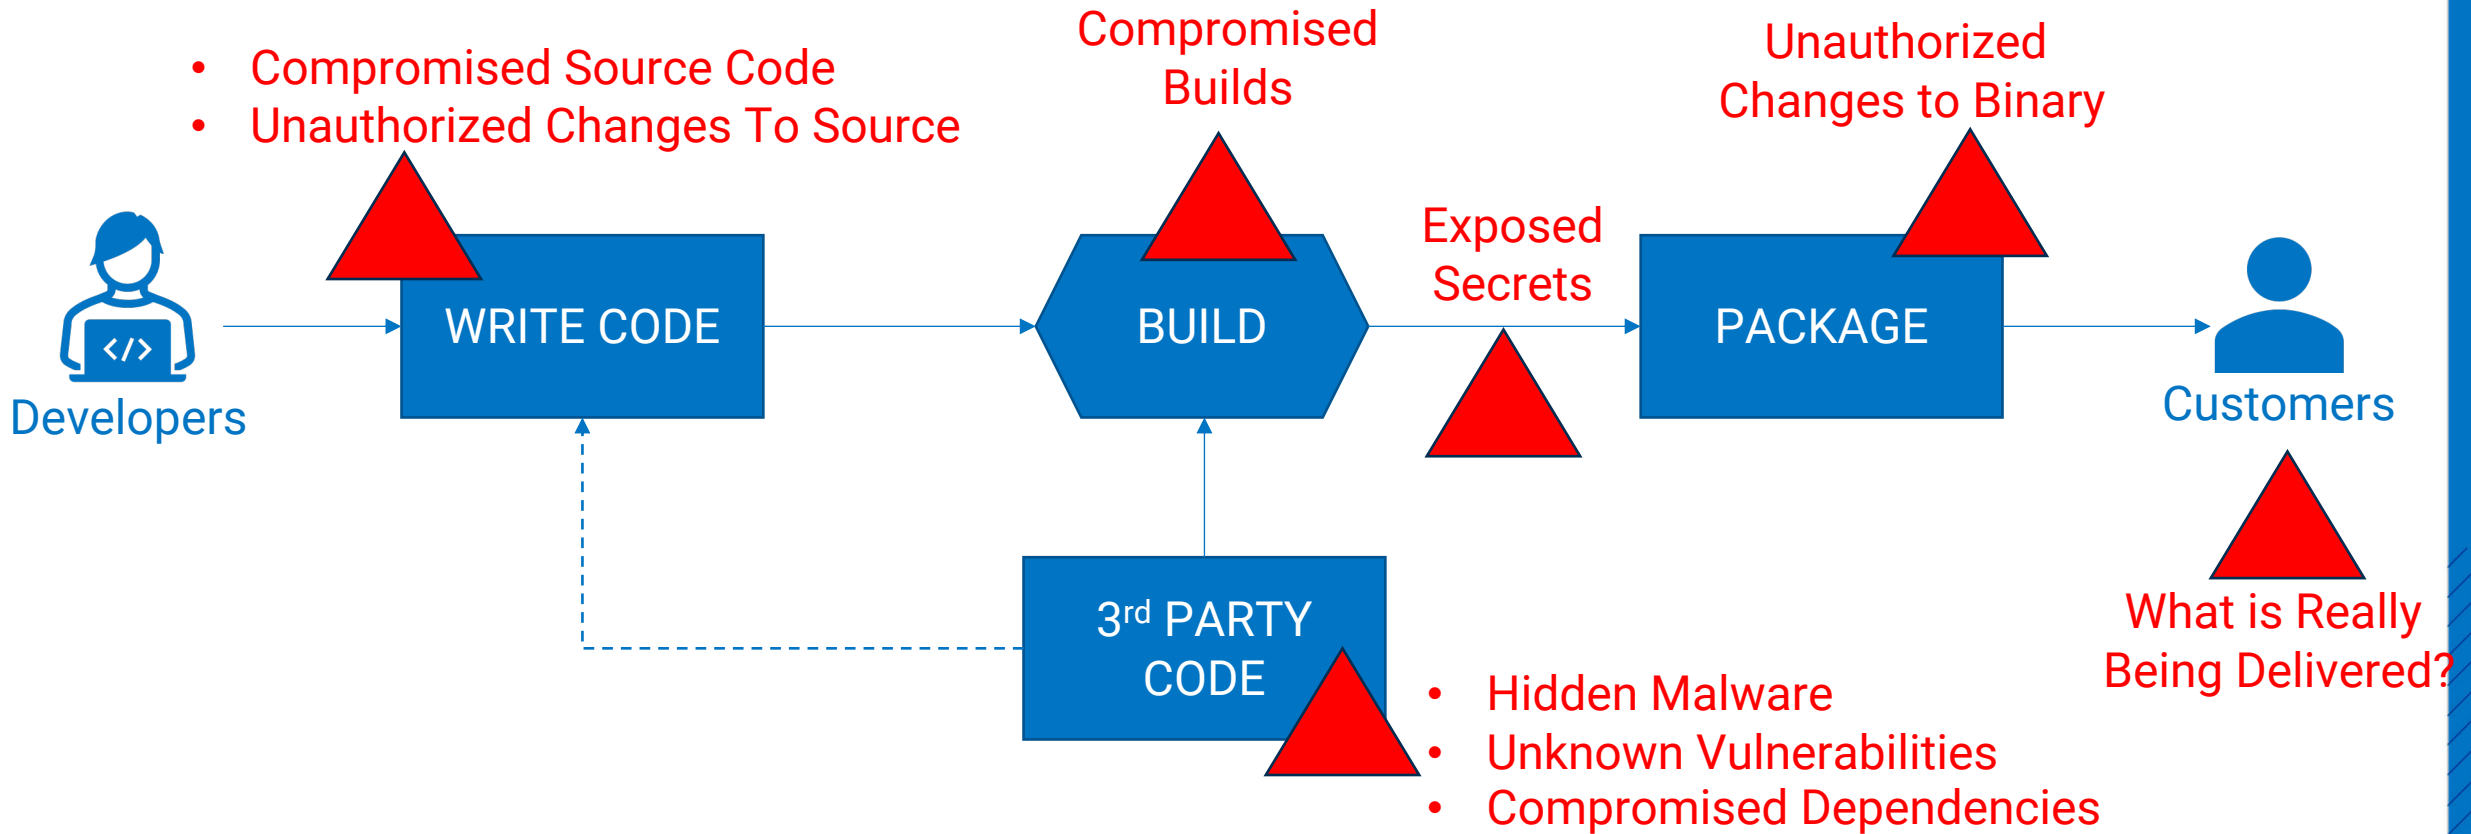 • Compromised Source Code
• Unauthorized Changes To Source
Compromised
Builds
Unauthorized
Changes to Binary
Exposed
Secrets
</>
Developers
WRITE CODE
BUILD
PACKAGE
Customers
3rd PARTY
CODE
• Hidden Malware
• Unknown Vulnerabilities
• Compromised Dependencies
What is Really
Being Delivered?